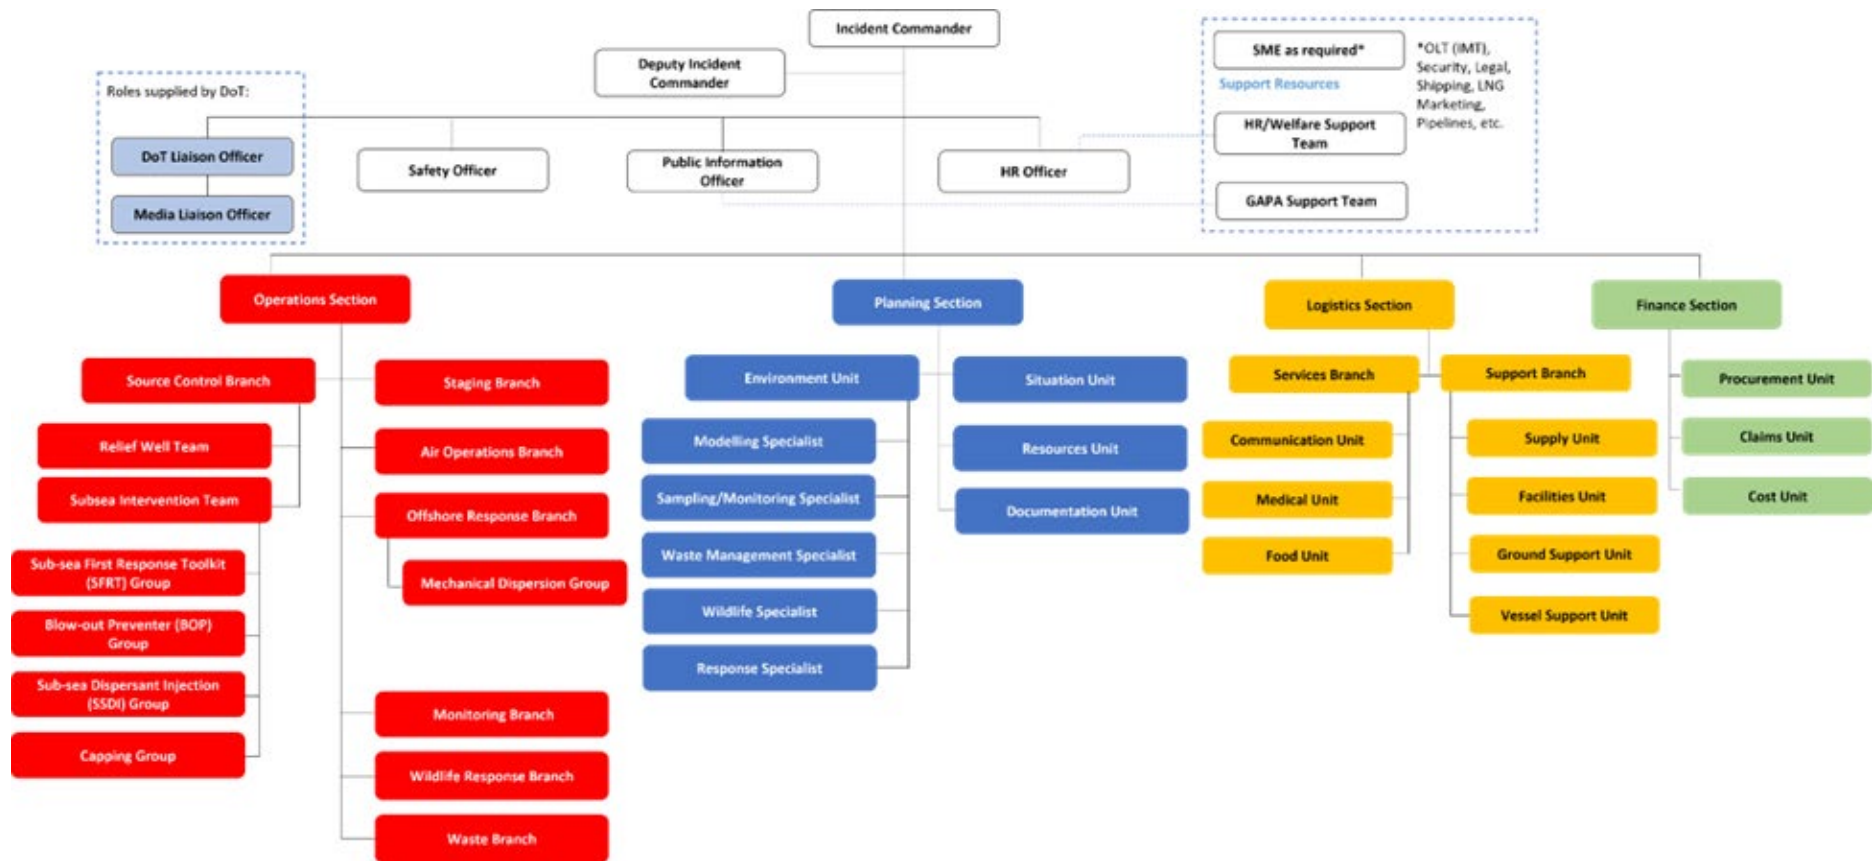 Incident Commander
Deputy Incident
Commander
Roles supplied by DoT:
DoT Liaison Officer
Media Liaison Officer
Safety Officer
Public Information
Officer
HR Officer
SME as required*
Support Resources
HR/Welfare Support
Team
GAPA Support Team
*OLT (IMT),
Security, Legal,
Shipping, LNG
Marketing,
Pipelines, etc.
Operations Section
Source Control Branch
Relief Well Team
Subsea Intervention Team
Sub-sea First Response Toolkit
(SFRT) Group
Blow-out Preventer (BOP)
Group
Sub-sea Dispersant Injection
(SSDI) Group
Capping Group
Staging Branch
Air Operations Branch
Offshore Response Branch
Mechanical Dispersion Group
Monitoring Branch
Wildlife Response Branch
Waste Branch
Planning Section
Environment Unit
Modelling Specialist
Sampling/Monitoring Specialist
Waste Management Specialist
Wildlife Specialist
Response Specialist
Situation Unit
Resources Unit
Documentation Unit
Logistics Section
Services Branch
Communication Unit
Medical Unit
Food Unit
Support Branch
Supply Unit
Facilities Unit
Ground Support Unit
Vessel Support Unit
Finance Section
Procurement Unit
Claims Unit
Cost Unit